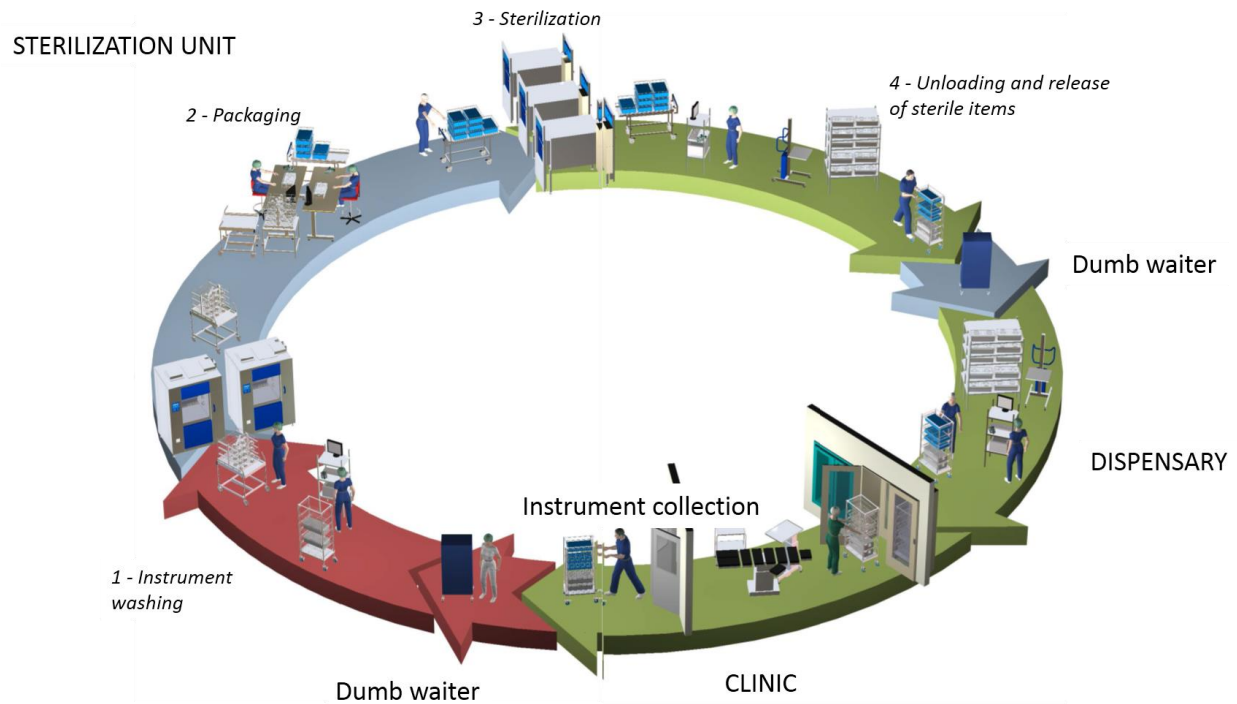 3 - Sterilization
STERILIZATION UNIT
4 - Unloading and release
of sterile items
2 - Packaging
Dumb waiter
DISPENSARY
Instrument collection
1 - Instrument
washing
CLINIC
Dumb waiter